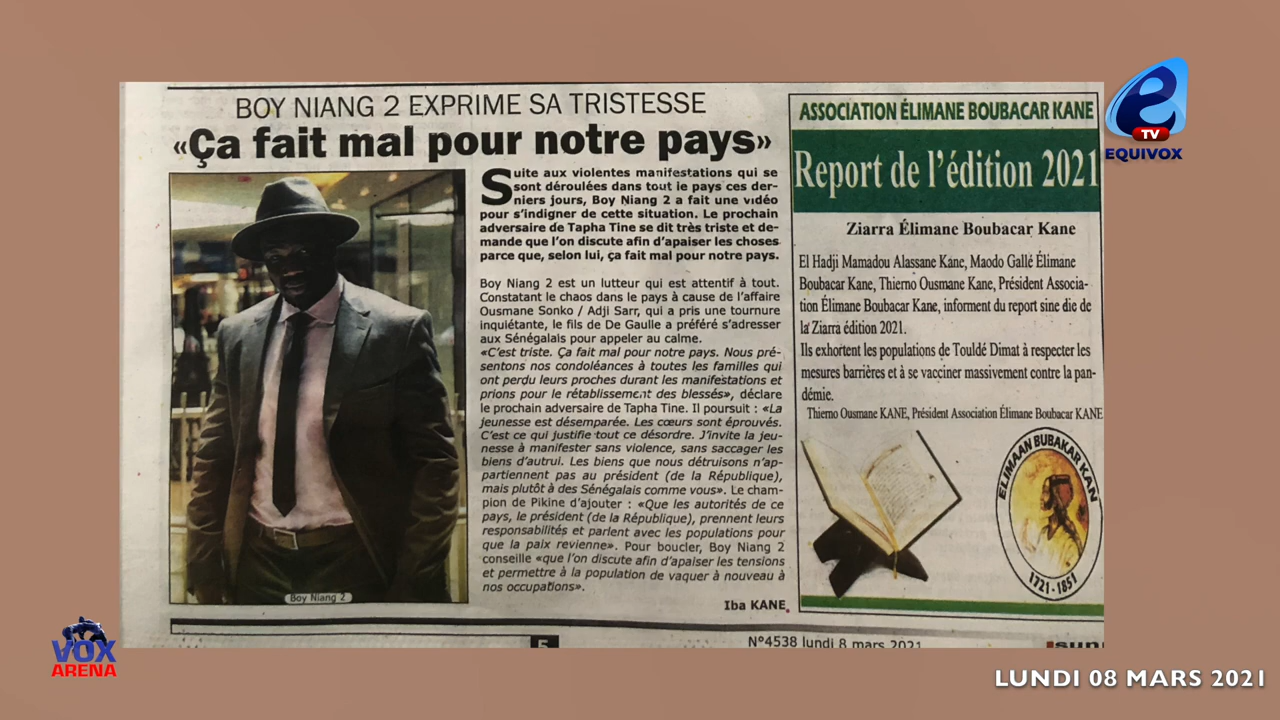 BOY NIANG 2 EXPRIME SA TRISTESSE
«Ça fait mal pour notre pays»
Suite aux violentes manifestations qui se
sont déroulées dans tout le pays ces der-
niers jours, Boy Niang 2 a fait une vidéo
pour s'indigner de cette situation. Le prochain
adversaire de Tapha Tine se dit très triste et de-
mande que l'on discute afin d'apaiser les choses
parce que, selon lui, ça fait mal pour notre pays.
Boy Niang 2 est un lutteur qui est attentif à tout.
Constatant le chaos dans le pays à cause de l'affaire
Ousmane Sonko / Adji Sarr, qui a pris une tournure
inquiétante, le fils de De Gaulle a préféré s'adresser
aux Sénégalais pour appeler au calme.
«C'est triste. Ça fait mal pour notre pays. Nous pré-
sentons nos condoléances à toutes les familles qui
ont perdu leurs proches durant les manifestations et
prions pour le rétablissement des blessés», déclare
le prochain adversaire de Tapha Tine. Il poursuit : «La
jeunesse est désemparée. Les cœurs sont éprouvés.
C'est ce qui justifie tout ce désordre. J'invite la jeu-
nesse à manifester sans violence, sans saccager les
biens d'autrui. Les biens que nous détruisons n'ap-
partiennent pas au président (de la République),
mais plutôt à des Sénégalais comme vous». Le cham-
pion de Pikine d'ajouter : «Que les autorités de ce
pays, le président (de la République), prennent leurs
responsabilités et parlent avec les populations pour
que la paix revienne». Pour boucler, Boy Niang 2
conseille «que l'on discute afin d'apaiser les tensions
et permettre à la population de vaquer à nouveau à
nos occupations».
Iba KANE
Boy Niang 2
ASSOCIATION ÉLIMANE BOUBACAR KANE
Report de l'édition 2021
Ziarra Élimane Boubacar Kane
El Hadji Mamadou Alassane Kane, Maodo Gallé Élimane
Boubacar Kane, Thierno Ousmane Kane, Président Associa-
tion Élimane Boubacar Kane, informent du report sine die de
la Ziarra édition 2021.
Ils exhortent les populations de Touldé Dimat à respecter les
mesures barrières et à se vacciner massivement contre la pan-
démie.
Thierno Ousmane KANE, Président Association Élimane Boubacar KANE
ELIMAAN BUBAKAR KAN
1721-1851
5
N°4538 lundi 8 mars 2021
sun
e
TV
EQUIVOX
VOX
ARENA
LUNDI 08 MARS 2021